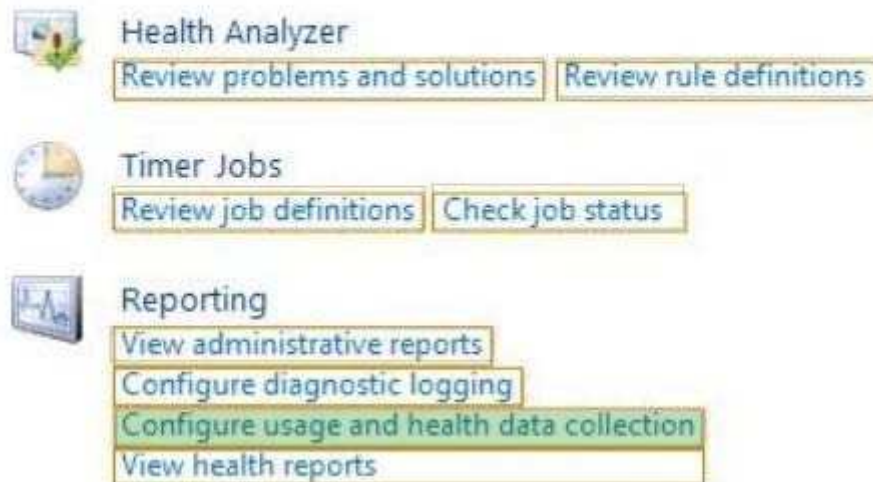 Health Analyzer
Review problems and solutions Review rule definitions
Timer Jobs
Review job definitions Check job status
Reporting
View administrative reports
Configure diagnostic logging
Configure usage and health data collection
View health reports